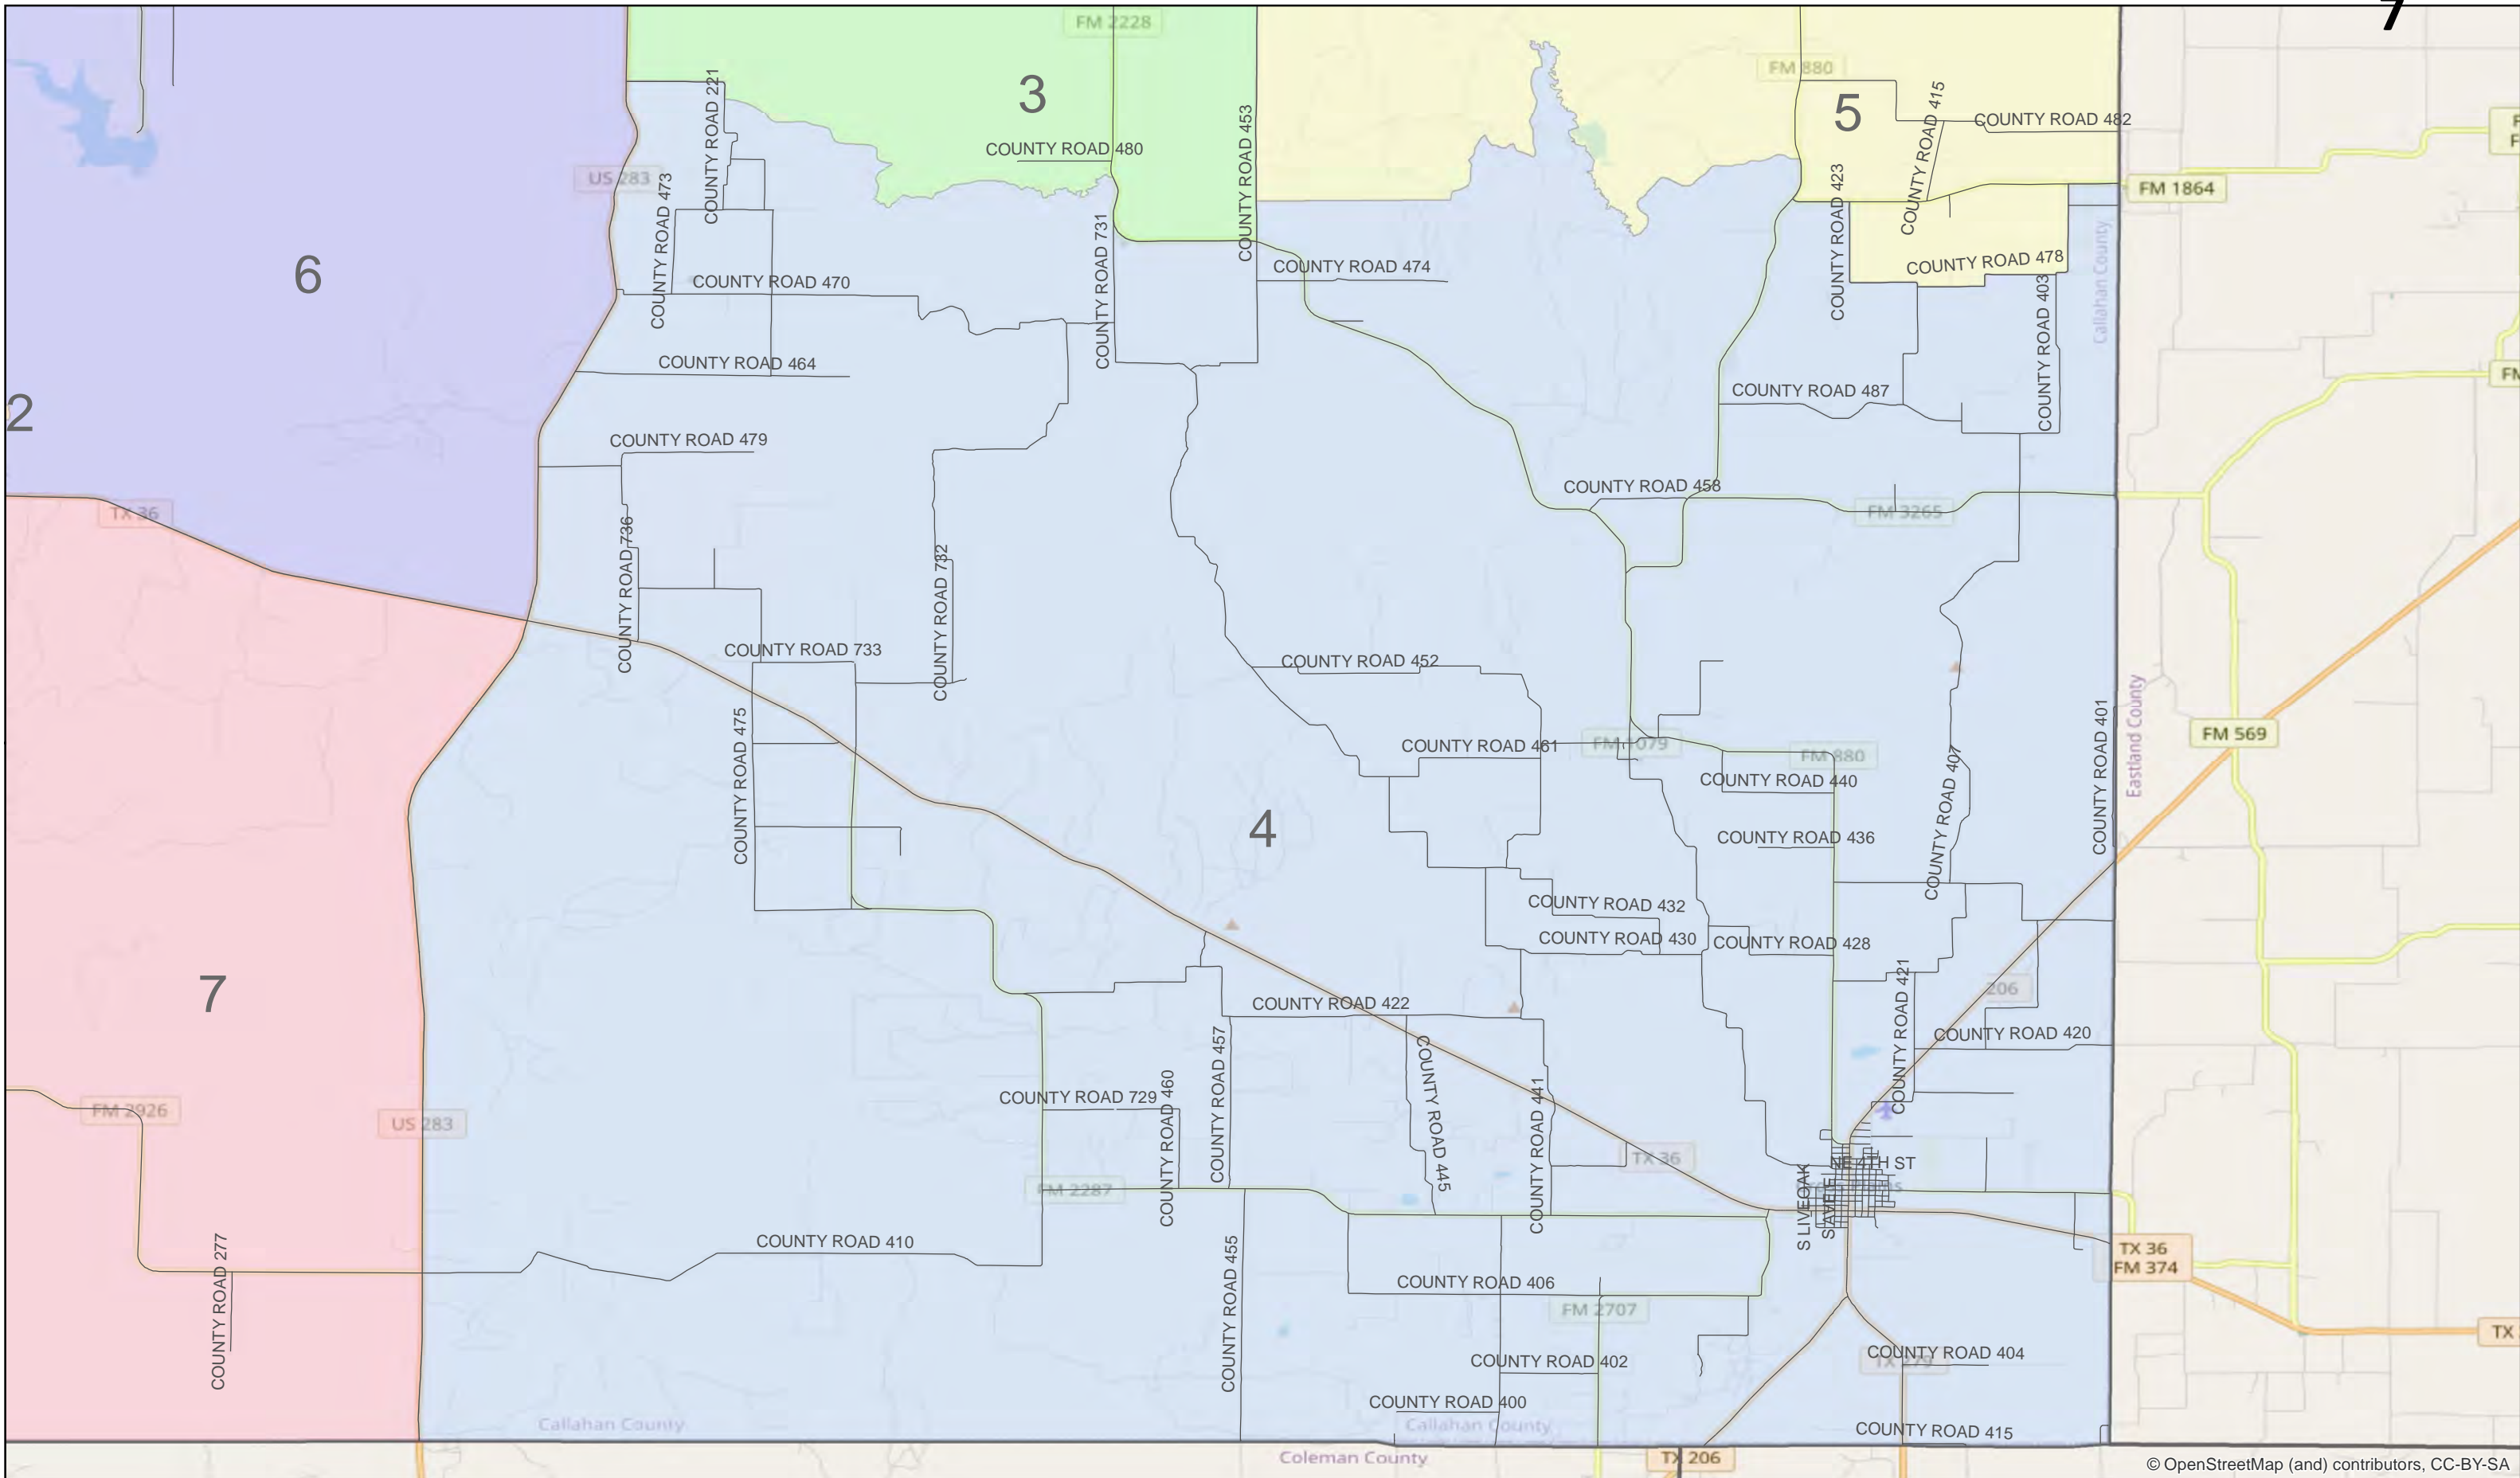 7
FM 2228
3
FM 880
5
COUNTY ROAD 415
COUNTY ROAD 482
COUNTY ROAD 221
COUNTY ROAD 453
COUNTY ROAD 480
US 283
COUNTY ROAD 473
COUNTY ROAD 423
FM 1864
6
COUNTY ROAD 731
COUNTY ROAD 474
COUNTY ROAD 478
Callahan County
COUNTY ROAD 470
COUNTY ROAD 403
COUNTY ROAD 464
COUNTY ROAD 487
FM
2
COUNTY ROAD 479
COUNTY ROAD 458
TX 36
FM 3265
COUNTY ROAD 736
COUNTY ROAD 732
COUNTY ROAD 733
COUNTY ROAD 452
COUNTY ROAD 475
COUNTY ROAD 461
FM 1079
FM 880
COUNTY ROAD 401
Eastland County
FM 569
COUNTY ROAD 440
COUNTY ROAD 407
4
COUNTY ROAD 436
COUNTY ROAD 432
COUNTY ROAD 430
COUNTY ROAD 428
7
COUNTY ROAD 422
COUNTY ROAD 421
206
COUNTY ROAD 420
COUNTY ROAD 457
COUNTY ROAD 445
COUNTY ROAD 729
COUNTY ROAD 460
COUNTY ROAD 441
FM 2926
US 283
TX 36
NE 4TH ST
FM 2287
S LIVEOAK
S AVE E
COUNTY ROAD 277
COUNTY ROAD 410
COUNTY ROAD 455
COUNTY ROAD 406
TX 36
FM 374
FM 2707
TX
COUNTY ROAD 402
COUNTY ROAD 404
TX 279
COUNTY ROAD 400
Callahan County
Callahan County
COUNTY ROAD 415
Coleman County
TX 206
© OpenStreetMap (and) contributors, CC-BY-SA